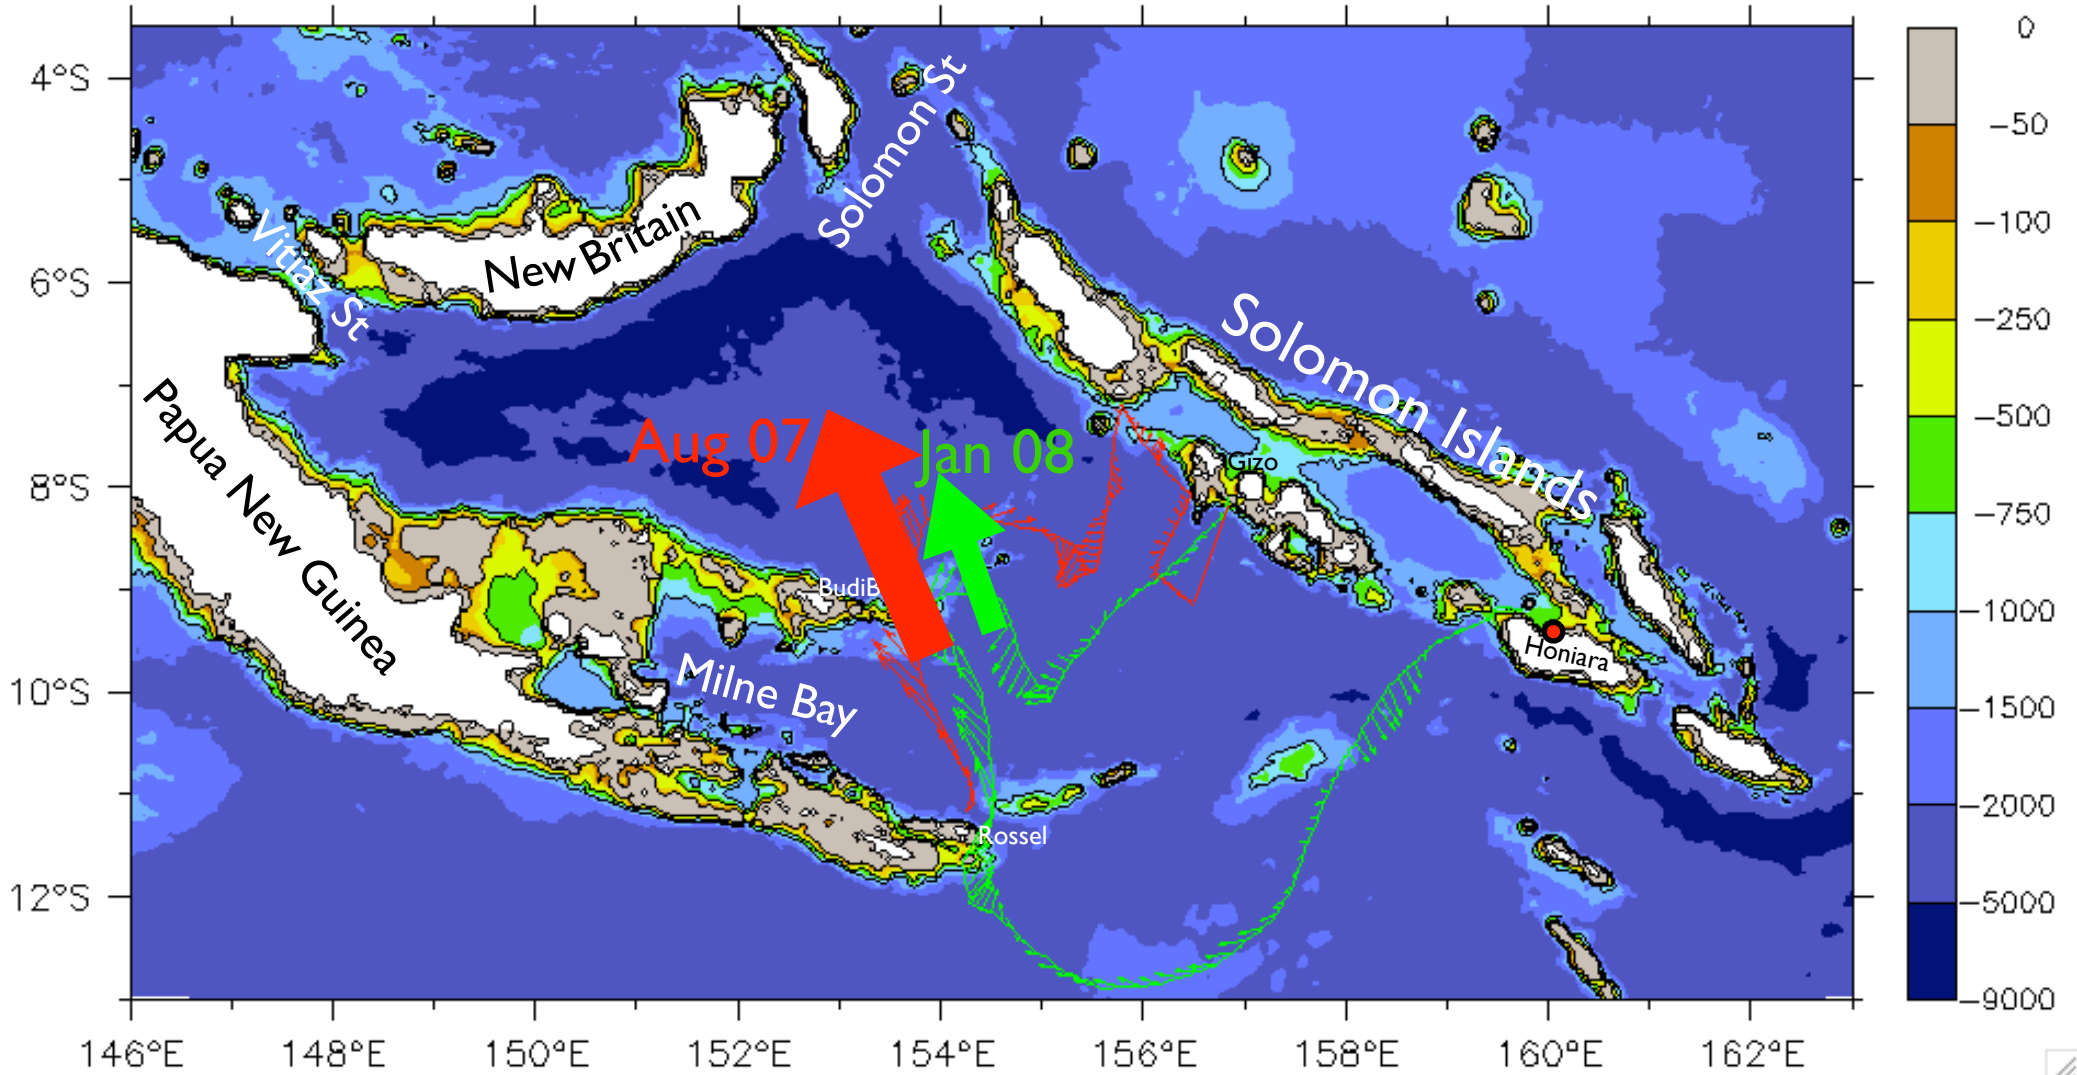 4°S
6°S
8°S
10°S
12°S
146°E
148°E
150°E
152°E
154°E
156°E
158°E
160°E
162°E
Solomon St
Vitiaz St
New Britain
Solomon Islands
Papua New Guinea
Aug 07
Jan 08
Gizo
BudiB
Milne Bay
Honiara
Rossel
0
−50
−100
−250
−500
−750
−1000
−1500
−2000
−5000
−9000